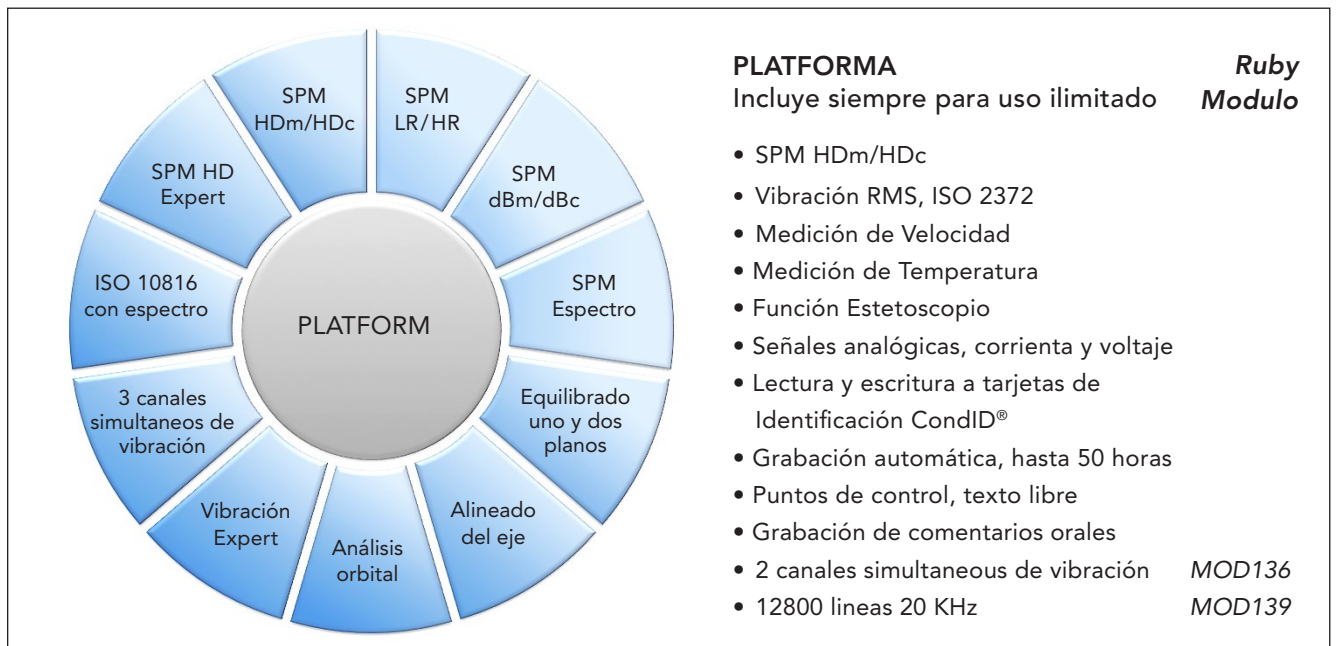 SPM
HDm/HDc
SPM
LR/HR
SPM
dBm/dBc
SPM
Espectro
Equilibrado
uno y dos
planos
Alineado
del eje
Análisis
orbital
Vibración
Expert
3 canales
simultaneos de
vibración
ISO 10816
con espectro
SPM HD
Expert
PLATFORM
PLATFORMA Ruby
Incluye siempre para uso ilimitado Modulo
• SPM HDm/HDc
• Vibración RMS, ISO 2372
• Medición de Velocidad
• Medición de Temperatura
• Función Estetoscopio
• Señales analógicas, corrienta y voltaje
• Lectura y escritura a tarjetas de
Identificación CondID®
• Grabación automática, hasta 50 horas
• Puntos de control, texto libre
• Grabación de comentarios orales
• 2 canales simultaneous de vibración MOD136
• 12800 lineas 20 KHz MOD139